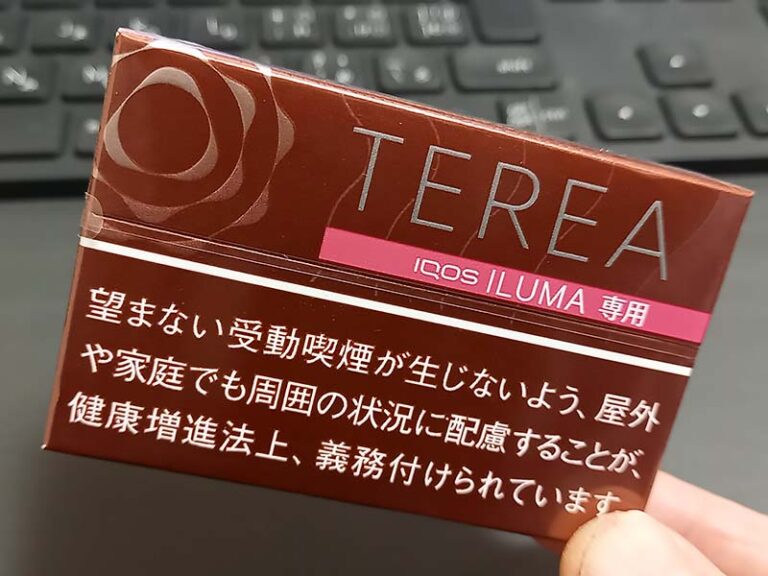 TEREA
IQOS ILUMA 専用
望まない受動喫煙が生じないよう、屋外
や家庭でも周囲の状況に配慮することが、
健康増進法上、義務付けられています。